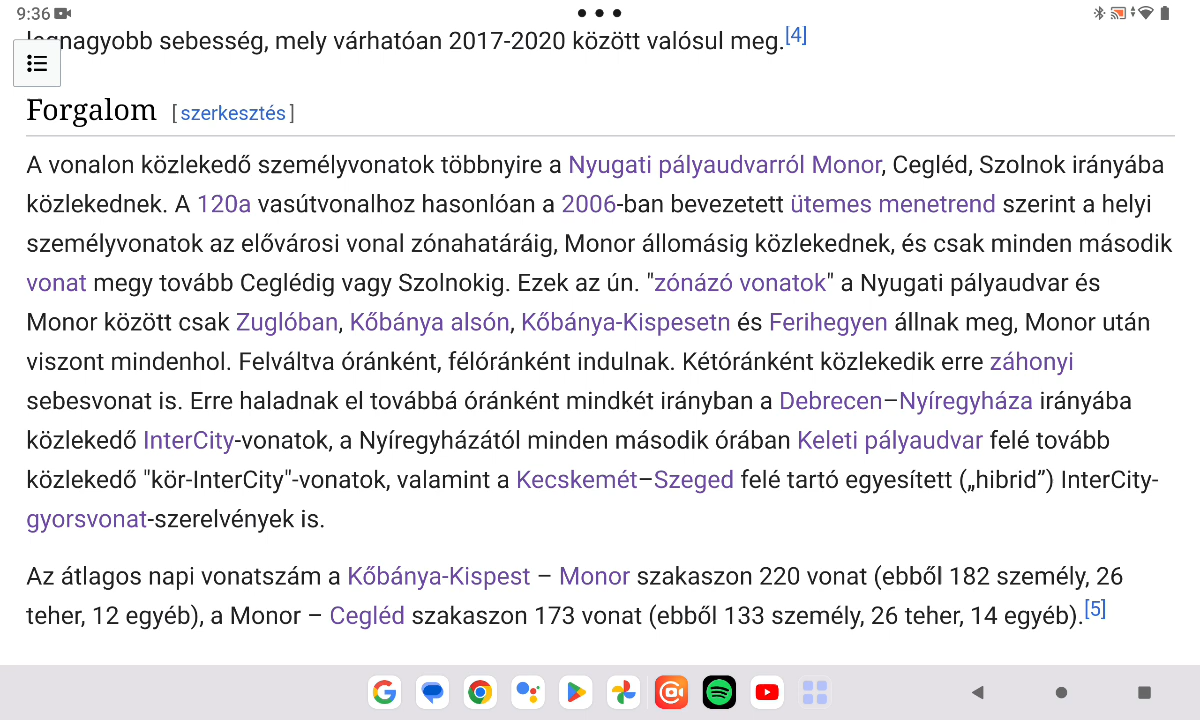 9:36
legnagyobb sebesség, mely várhatóan 2017-2020 között valósul meg.[4]
Forgalom [ szerkesztés ]
A vonalon közlekedő személyvonatok többnyire a Nyugati pályaudvarról Monor, Cegléd, Szolnok irányába
közlekednek. A 120a vasútvonalhoz hasonlóan a 2006-ban bevezetett ütemes menetrend szerint a helyi
személyvonatok az elővárosi vonal zónahatáráig, Monor állomásig közlekednek, és csak minden második
vonat megy tovább Ceglédig vagy Szolnokig. Ezek az ún. "zónázó vonatok" a Nyugati pályaudvar és
Monor között csak Zuglóban, Kőbánya alsón, Kőbánya-Kispesetn és Ferihegyen állnak meg, Monor után
viszont mindenhol. Felváltva óránként, félóránként indulnak. Kétóránként közlekedik erre záhonyi
sebesvonat is. Erre haladnak el továbbá óránként mindkét irányban a Debrecen–Nyíregyháza irányába
közlekedő InterCity-vonatok, a Nyíregyházától minden második órában Keleti pályaudvar felé tovább
közlekedő "kör-InterCity"-vonatok, valamint a Kecskemét–Szeged felé tartó egyesített („hibrid”) InterCity-
gyorsvonat-szerelvények is.
Az átlagos napi vonatszám a Kőbánya-Kispest – Monor szakaszon 220 vonat (ebből 182 személy, 26
teher, 12 egyéb), a Monor – Cegléd szakaszon 173 vonat (ebből 133 személy, 26 teher, 14 egyéb).[5]